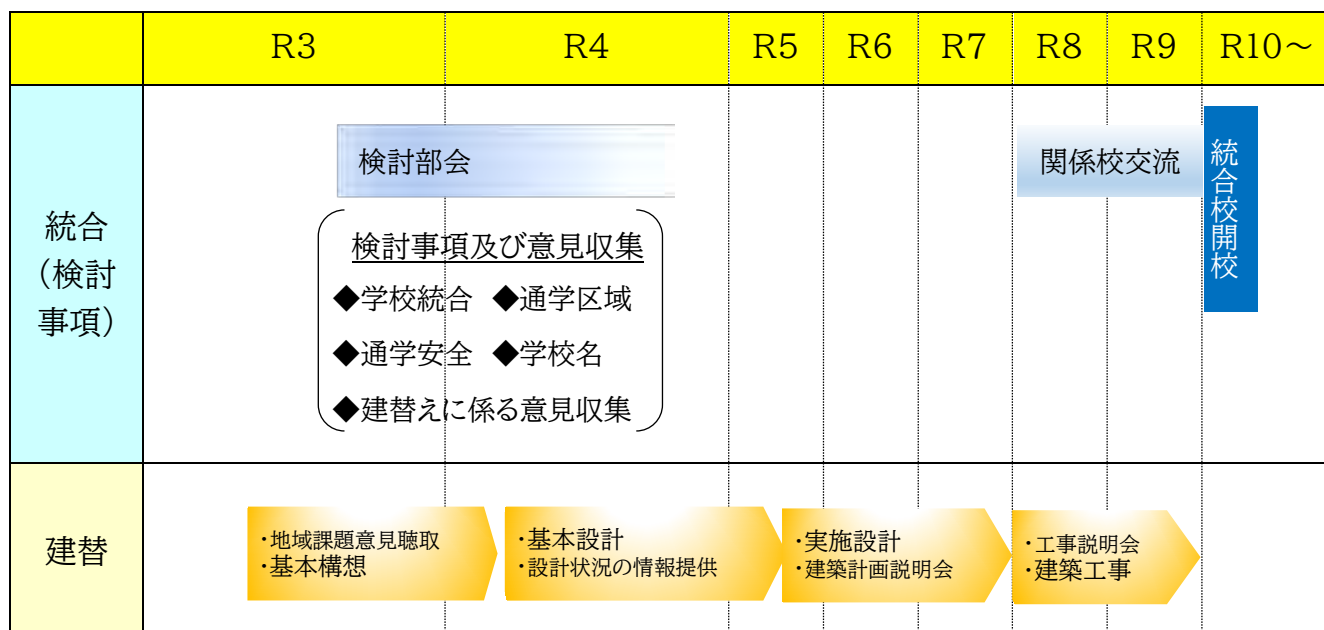 R3 R4 R5 R6 R7 R8 R9 R10～
統合
（検討
事項）
検討部会
検討事項及び意見収集
◆学校統合 ◆通学区域
◆通学安全 ◆学校名
◆建替えに係る意見収集
関係校交流
統合校開校
建替
・地域課題意見聴取
・基本構想
・基本設計
・設計状況の情報提供
・実施設計
・建築計画説明会
・工事説明会
・建築工事